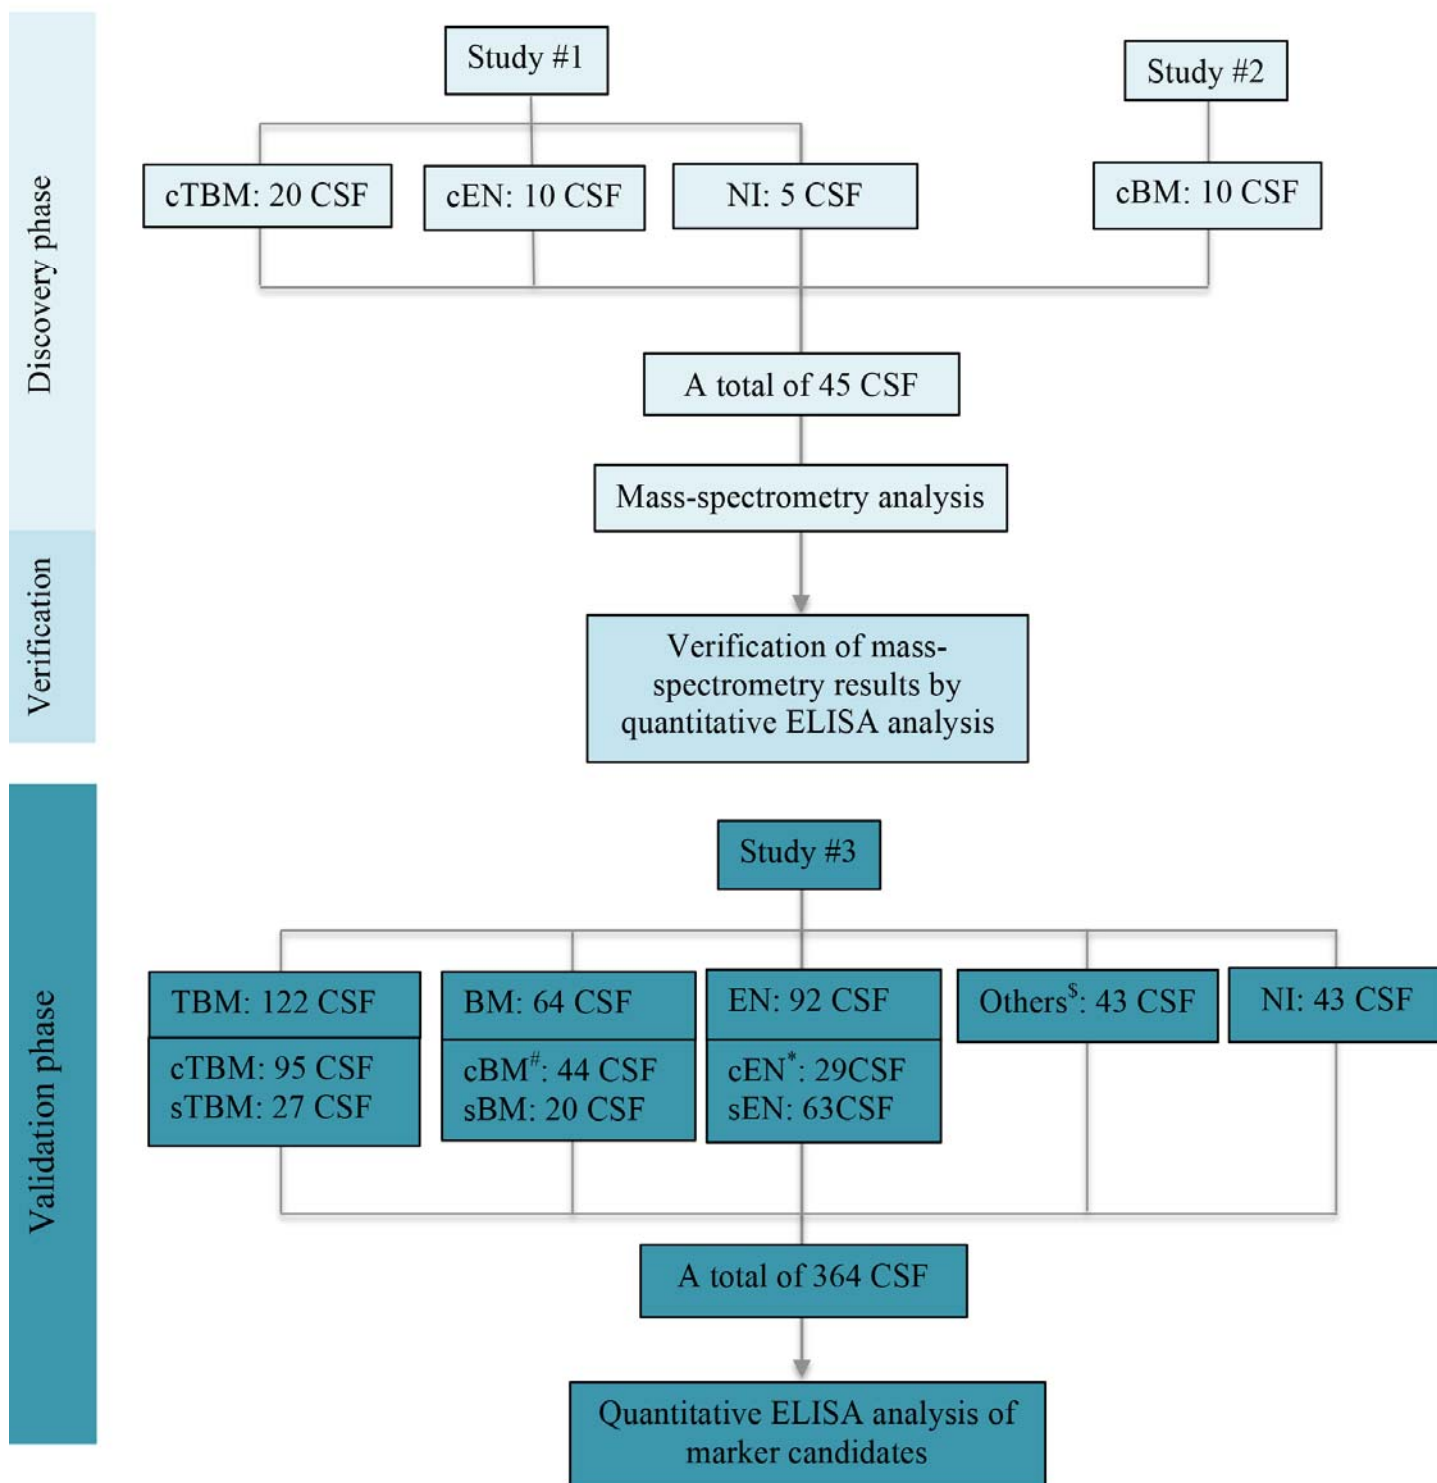 Discovery phase
Study #1
Study #2
cTBM: 20 CSF
cEN: 10 CSF
NI: 5 CSF
cBM: 10 CSF
A total of 45 CSF
Mass-spectrometry analysis
Verification
Verification of mass-
spectrometry results by
quantitative ELISA analysis
Validation phase
Study #3
TBM: 122 CSF
cTBM: 95 CSF
sTBM: 27 CSF
BM: 64 CSF
cBM#: 44 CSF
sBM: 20 CSF
EN: 92 CSF
cEN*: 29CSF
sEN: 63CSF
Others$: 43 CSF
NI: 43 CSF
A total of 364 CSF
Quantitative ELISA analysis of
marker candidates